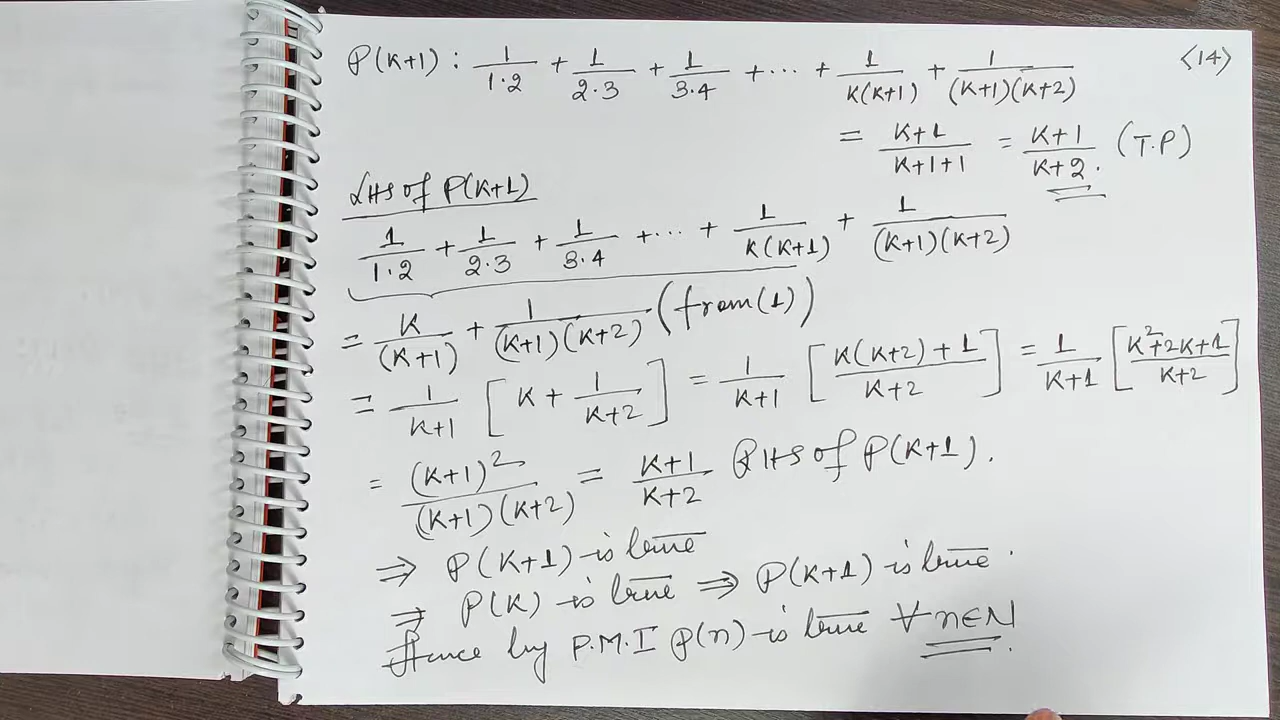 P(K+1) : 1/(1·2) + 1/(2·3) + 1/(3·4) + ... + 1/(K(K+1)) + 1/((K+1)(K+2)) <14>
= (K+1)/(K+1+1) = (K+1)/(K+2). (T.P)
LHS of P(K+1)
1/(1·2) + 1/(2·3) + 1/(3·4) + ... + 1/(K(K+1)) + 1/((K+1)(K+2))
= K/(K+1) + 1/((K+1)(K+2)) (from (1))
= 1/(K+1) [K + 1/(K+2)] = 1/(K+1) [(K(K+2)+1)/(K+2)] = 1/(K+1) [(K²+2K+1)/(K+2)]
= (K+1)²/((K+1)(K+2)) = (K+1)/(K+2) RHS of P(K+1).
⇒ P(K+1) is true
⇒ P(K) is true ⇒ P(K+1) is true.
Hence by P.M.I P(n) is true ∀ n∈N.